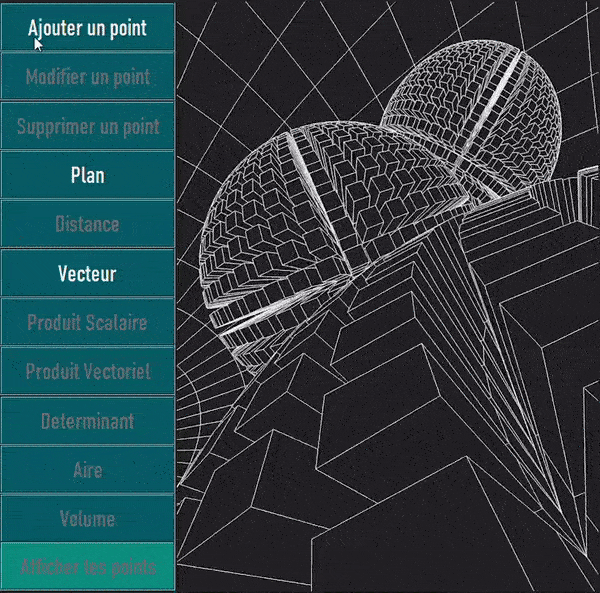 Ajouter un point
Modifier un point
Supprimer un point
Plan
Distance
Vecteur
Produit Scalaire
Produit Vectoriel
Determinant
Aire
Volume
Afficher les points